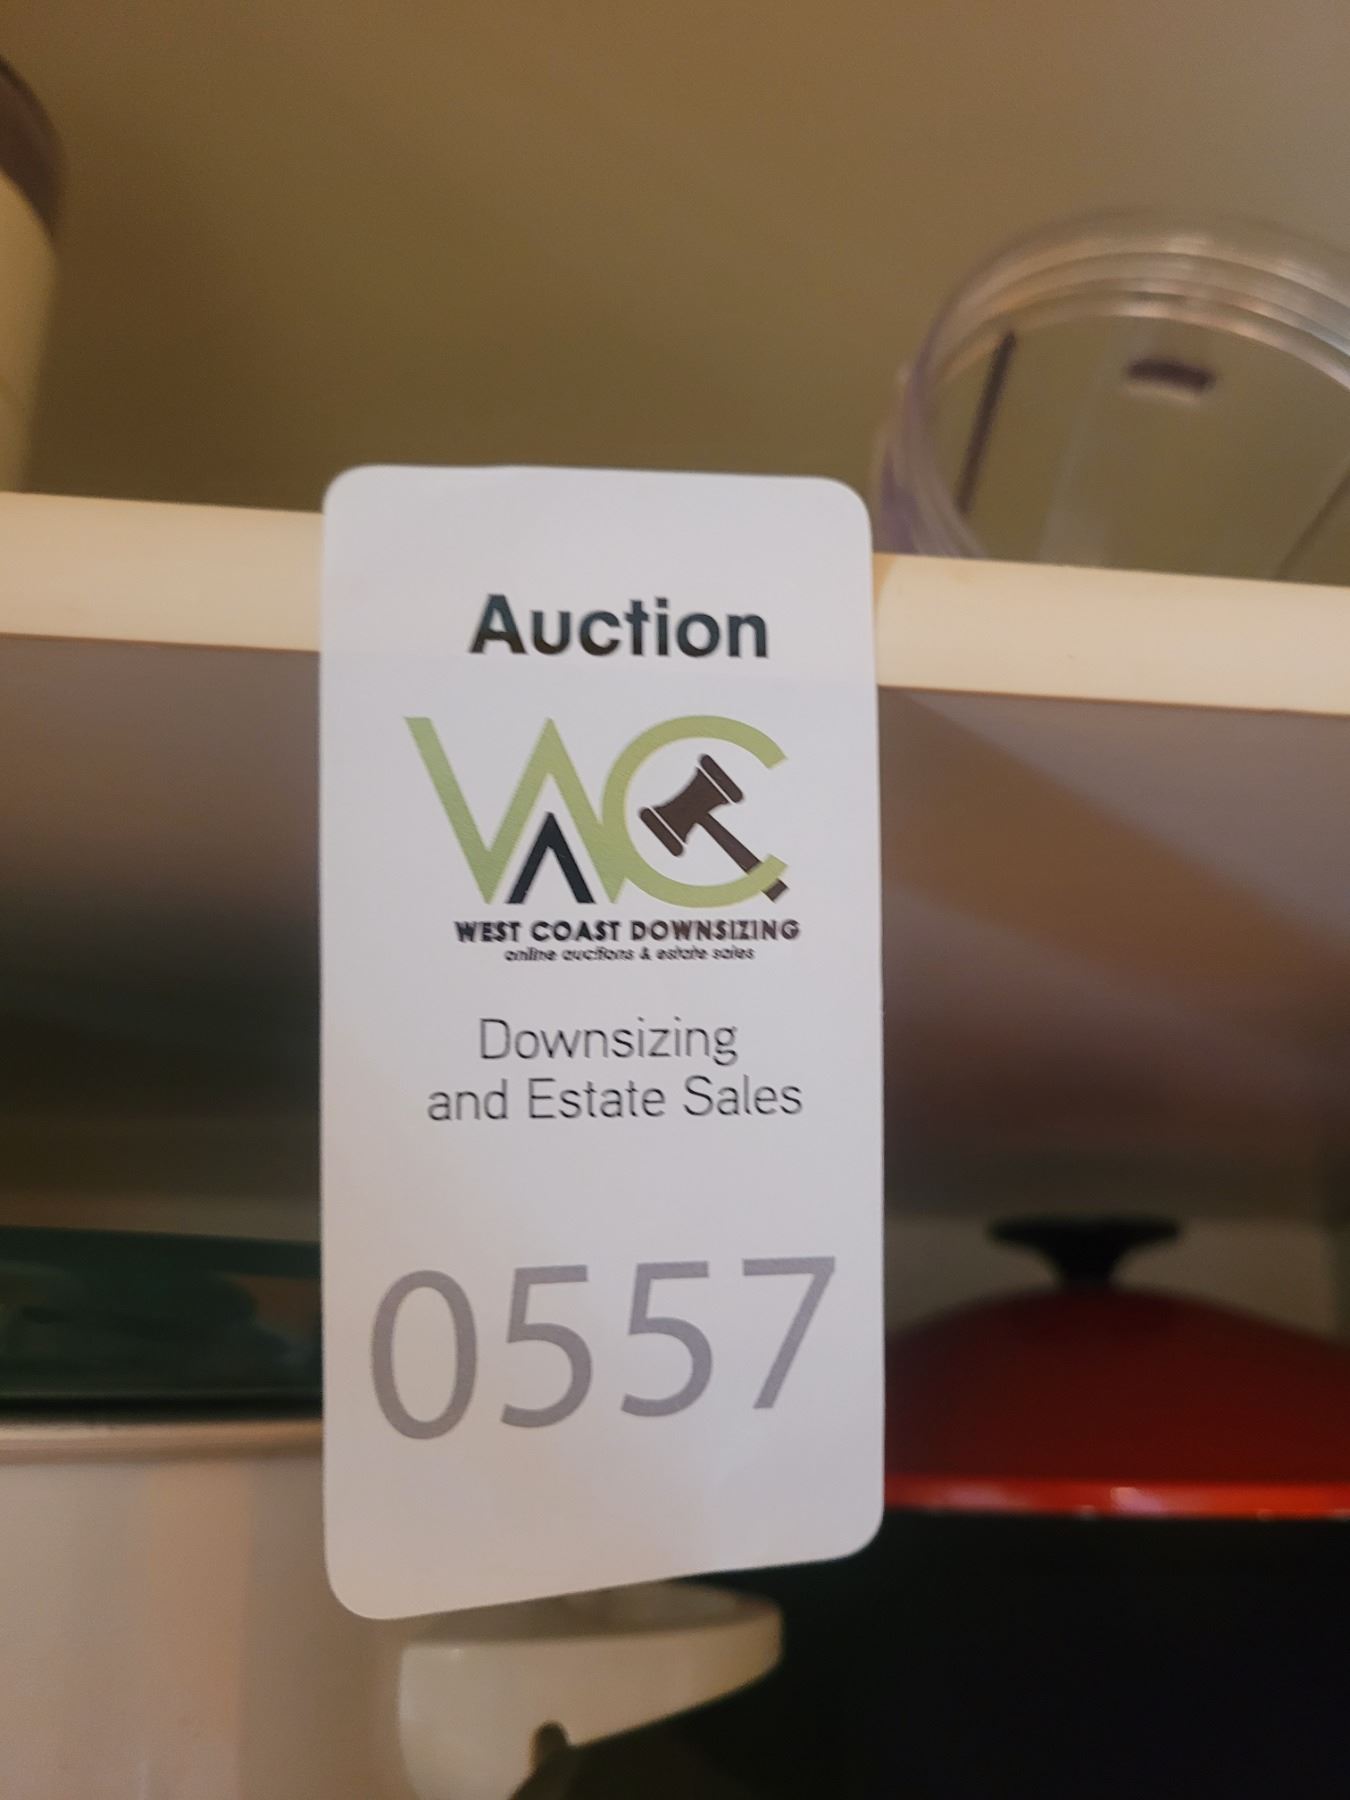 Auction
WC
WEST COAST DOWNSIZING
online auctions & estate sales
Downsizing
and Estate Sales
0557